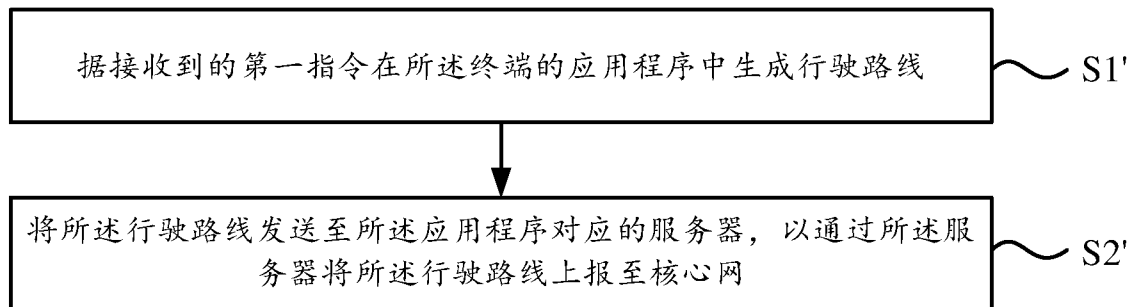 据接收到的第一指令在所述终端的应用程序中生成行驶路线
S1'
将所述行驶路线发送至所述应用程序对应的服务器，以通过所述服
务器将所述行驶路线上报至核心网
S2'